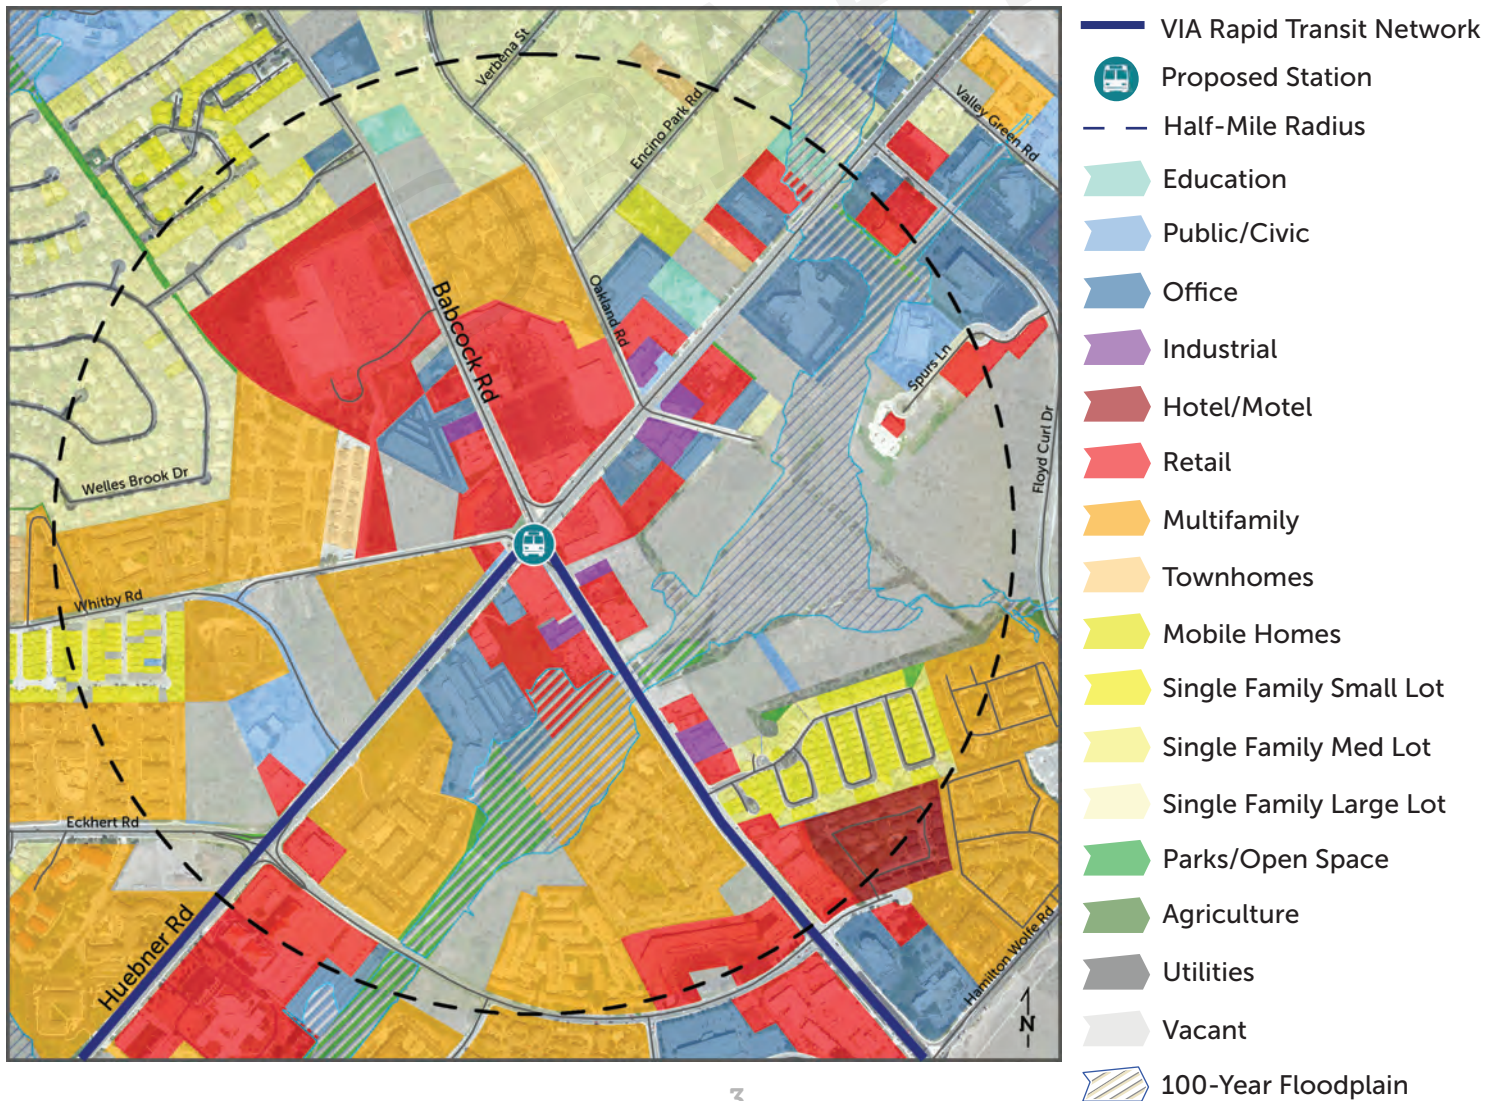 VIA Rapid Transit Network
Proposed Station
Half-Mile Radius
Education
Public/Civic
Office
Industrial
Hotel/Motel
Retail
Multifamily
Townhomes
Mobile Homes
Single Family Small Lot
Single Family Med Lot
Single Family Large Lot
Parks/Open Space
Agriculture
Utilities
Vacant
100-Year Floodplain
Verbena St
Encino Park Rd
Valley Green Rd
Babcock Rd
Oakland Rd
Spurs Ln
Floyd Curl Dr
Welles Brook Dr
Whitby Rd
Eckhert Rd
Huebner Rd
Hamilton Wolfe Rd
N
3